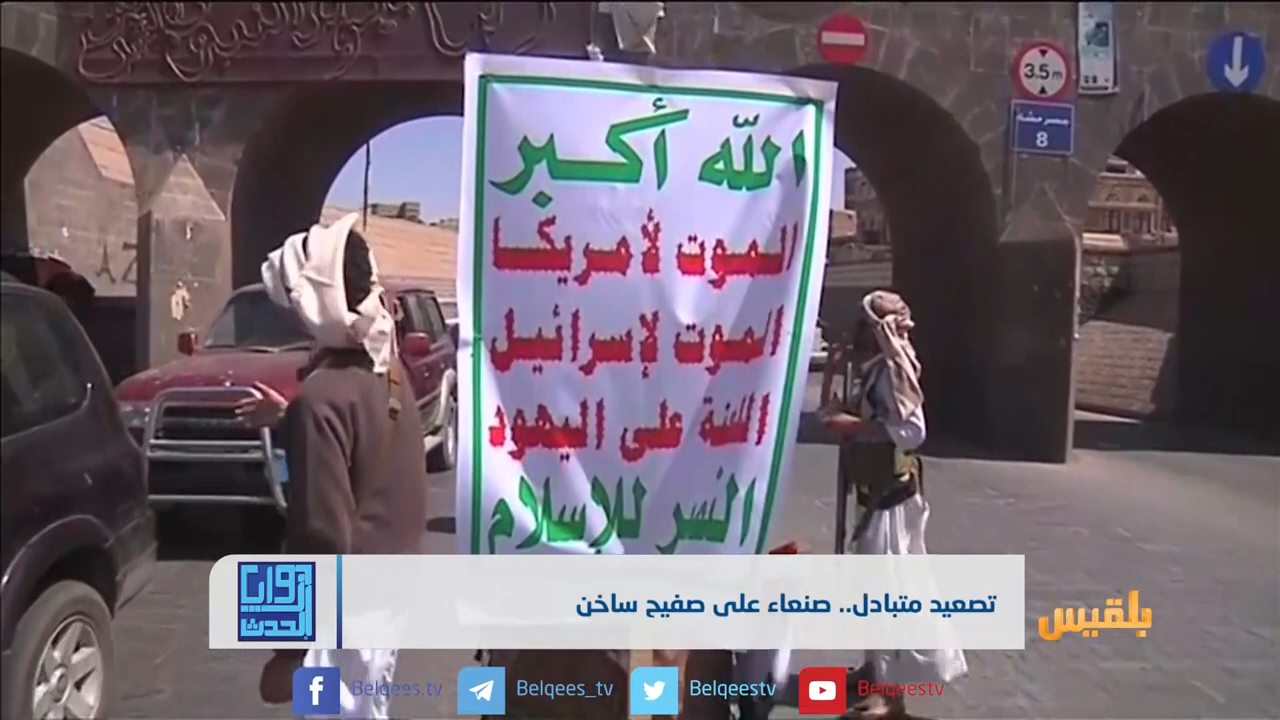 3.5 m
8
الله أكبر
الموت لأمريكا
الموت لإسرائيل
اللعنة على اليهود
النصر للإسلام
تصعيد متبادل.. صنعاء على صفيح ساخن
زوايا
الحدث
بلقيس
Belqees.tv
Belqees_tv
Belqeestv
Belqeestv